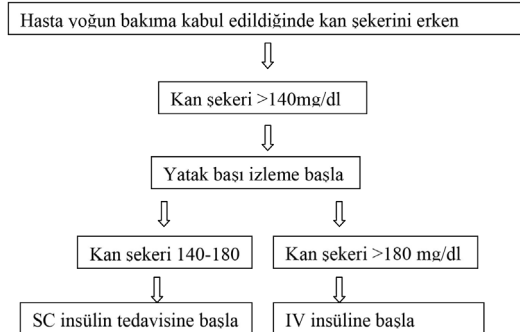 Hasta yoğun bakıma kabul edildiğinde kan şekerini erken
Kan şekeri >140mg/dl
Yatak başı izleme başla
Kan şekeri 140-180
Kan şekeri >180 mg/dl
SC insülin tedavisine başla
IV insüline başla